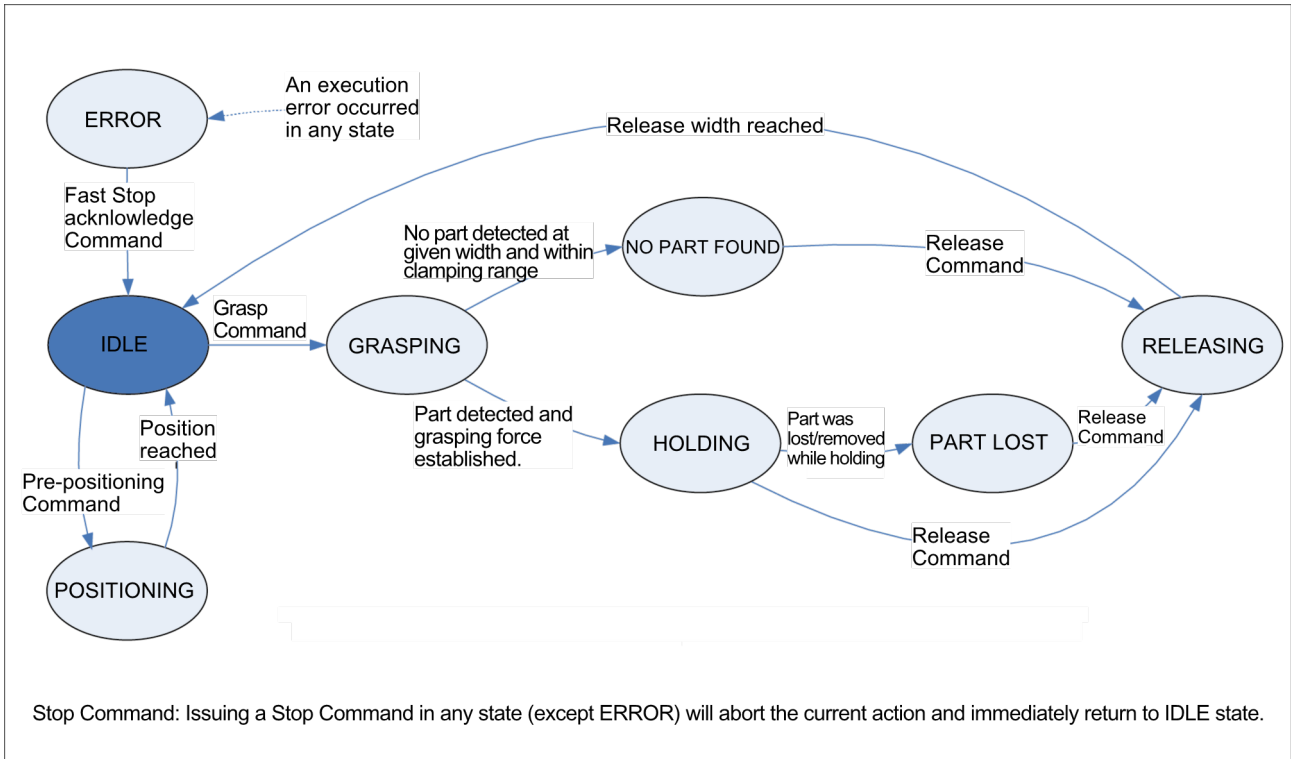 An execution
error occurred
in any state
ERROR
Release width reached
Fast Stop
acknlowledge
Command
No part detected at
given width and within
clamping range
NO PART FOUND
Release
Command
IDLE
Grasp
Command
GRASPING
RELEASING
Position
reached
Part detected and
grasping force
established.
HOLDING
Part was
lost/removed
while holding
PART LOST
Release
Command
Pre-positioning
Command
Release
Command
POSITIONING
Stop Command: Issuing a Stop Command in any state (except ERROR) will abort the current action and immediately return to IDLE state.